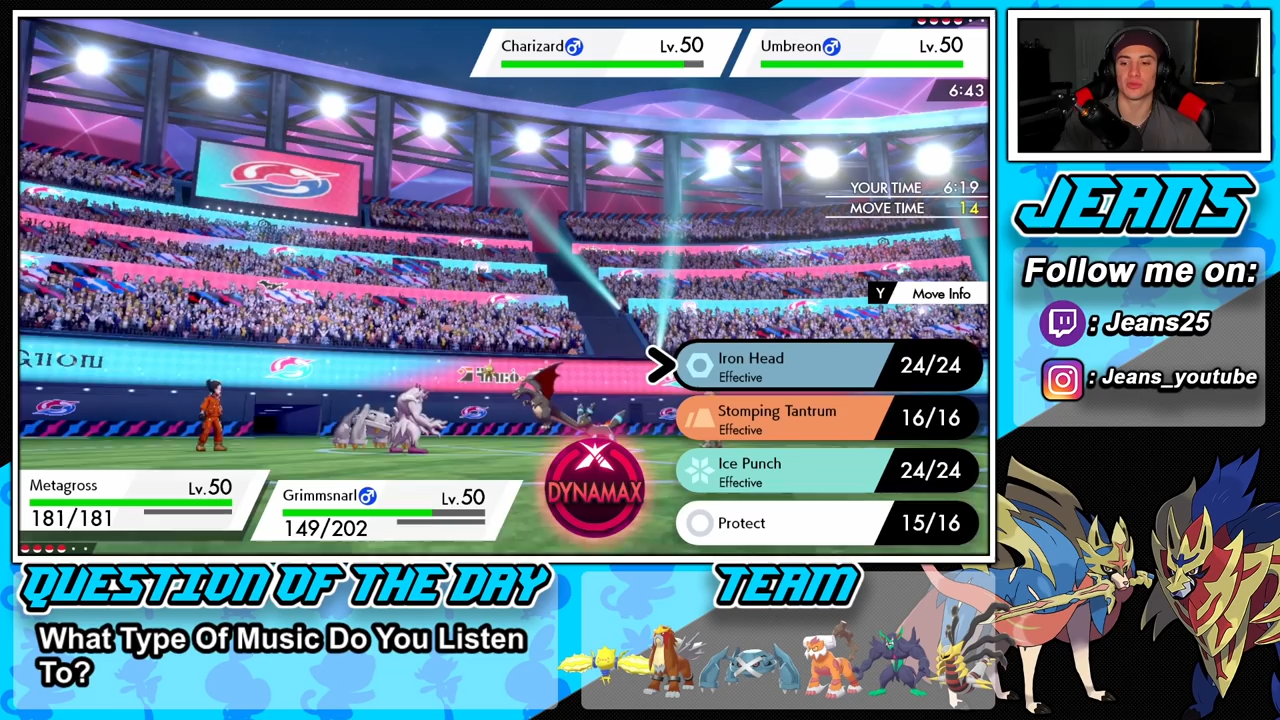 Charizard♂ Lv.50
Umbreon♂ Lv.50
6:43
YOUR TIME 6:19
MOVE TIME 14
Y Move Info
Iron Head 24/24
Effective
Stomping Tantrum 16/16
Effective
Ice Punch 24/24
Effective
Protect 15/16
DYNAMAX
Metagross Lv.50
181/181
Grimmsnarl♂ Lv.50
149/202
JEANS
Follow me on:
: Jeans25
: Jeans_youtube
QUESTION OF THE DAY
What Type Of Music Do You Listen
To?
TEAM